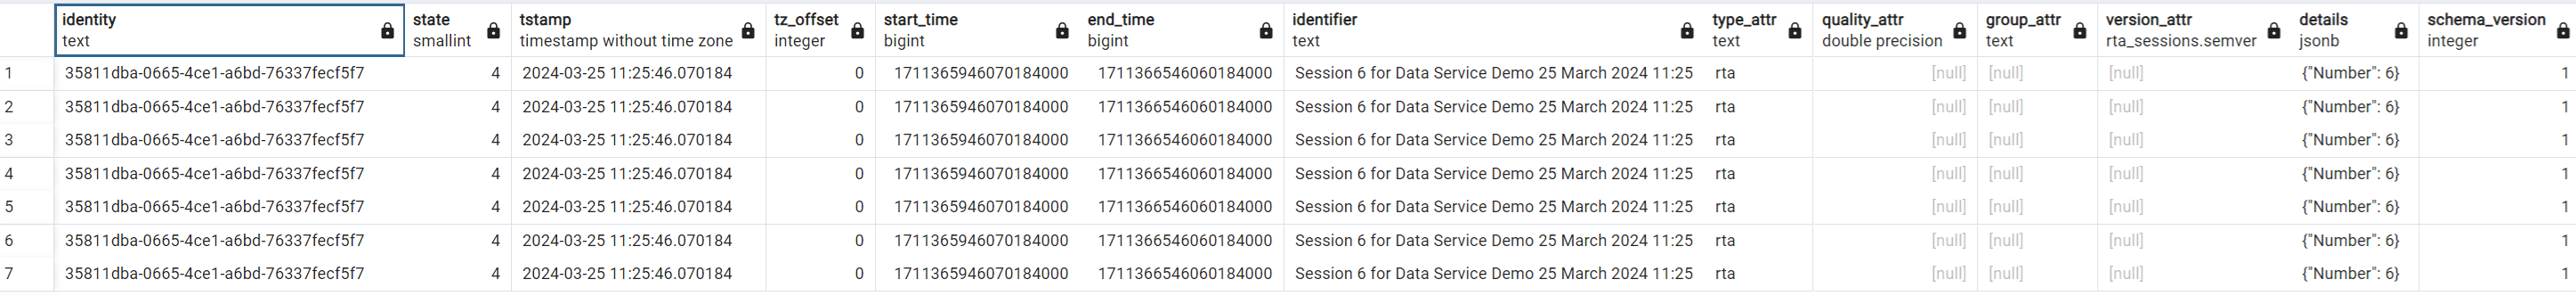 identity state tstamp tz_offset start_time end_time identifier type_attr quality_attr group_attr version_attr details schema_version
text smallint timestamp without time zone integer bigint bigint text text double precision text rta_sessions.semver jsonb integer
1 35811dba-0665-4ce1-a6bd-76337fecf5f7 4 2024-03-25 11:25:46.070184 0 1711365946070184000 1711366546060184000 Session 6 for Data Service Demo 25 March 2024 11:25 rta [null] [null] [null] {"Number": 6} 1
2 35811dba-0665-4ce1-a6bd-76337fecf5f7 4 2024-03-25 11:25:46.070184 0 1711365946070184000 1711366546060184000 Session 6 for Data Service Demo 25 March 2024 11:25 rta [null] [null] [null] {"Number": 6} 1
3 35811dba-0665-4ce1-a6bd-76337fecf5f7 4 2024-03-25 11:25:46.070184 0 1711365946070184000 1711366546060184000 Session 6 for Data Service Demo 25 March 2024 11:25 rta [null] [null] [null] {"Number": 6} 1
4 35811dba-0665-4ce1-a6bd-76337fecf5f7 4 2024-03-25 11:25:46.070184 0 1711365946070184000 1711366546060184000 Session 6 for Data Service Demo 25 March 2024 11:25 rta [null] [null] [null] {"Number": 6} 1
5 35811dba-0665-4ce1-a6bd-76337fecf5f7 4 2024-03-25 11:25:46.070184 0 1711365946070184000 1711366546060184000 Session 6 for Data Service Demo 25 March 2024 11:25 rta [null] [null] [null] {"Number": 6} 1
6 35811dba-0665-4ce1-a6bd-76337fecf5f7 4 2024-03-25 11:25:46.070184 0 1711365946070184000 1711366546060184000 Session 6 for Data Service Demo 25 March 2024 11:25 rta [null] [null] [null] {"Number": 6} 1
7 35811dba-0665-4ce1-a6bd-76337fecf5f7 4 2024-03-25 11:25:46.070184 0 1711365946070184000 1711366546060184000 Session 6 for Data Service Demo 25 March 2024 11:25 rta [null] [null] [null] {"Number": 6} 1